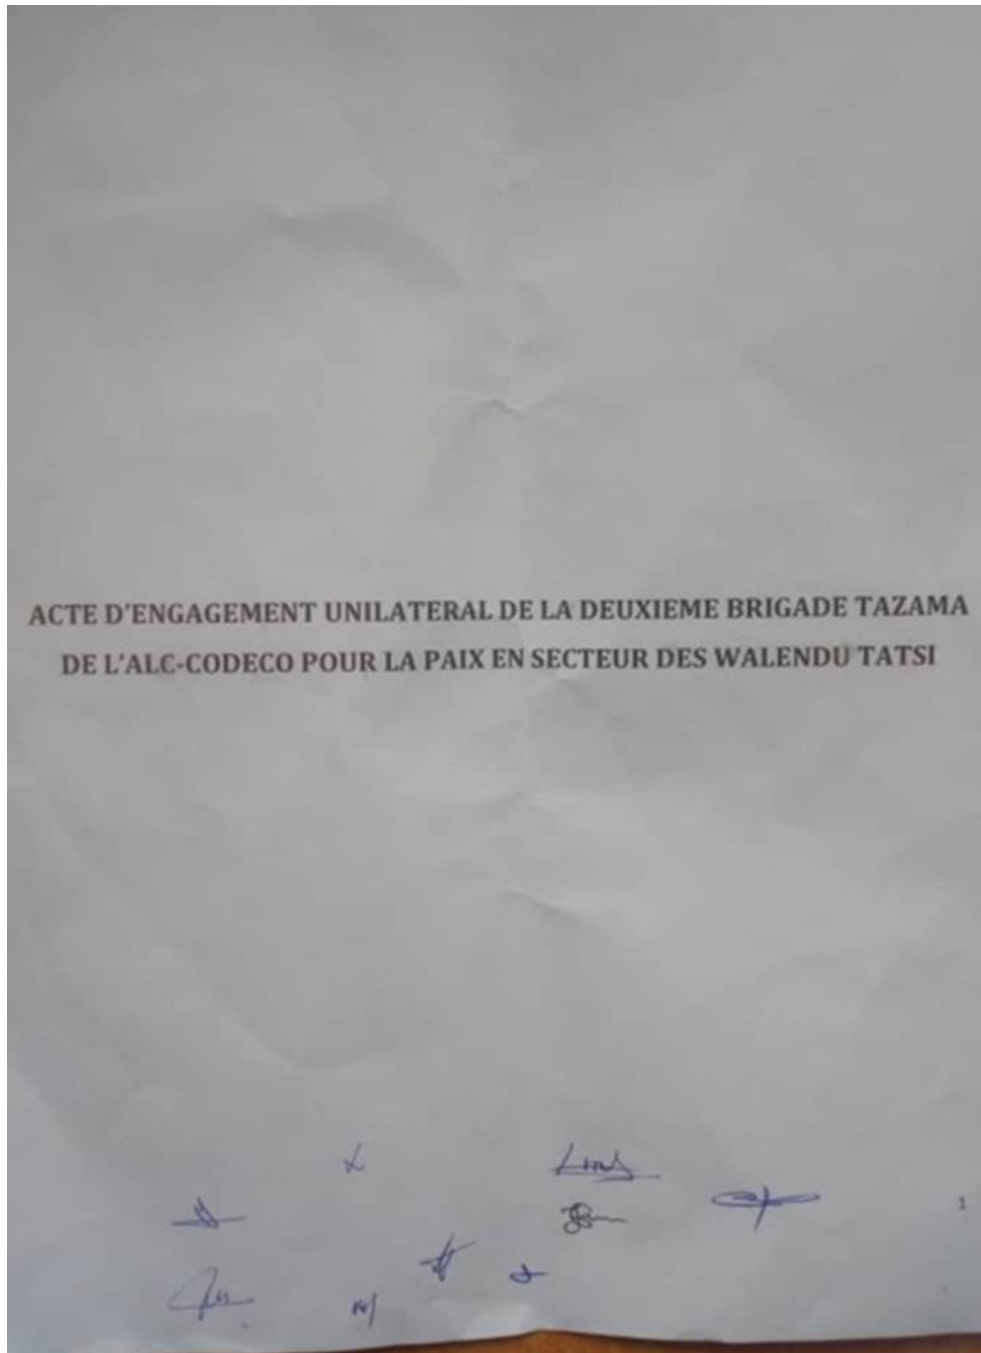 ACTE D'ENGAGEMENT UNILATERAL DE LA DEUXIEME BRIGADE TAZAMA
DE L'ALC-CODECO POUR LA PAIX EN SECTEUR DES WALENDU TATSI
1